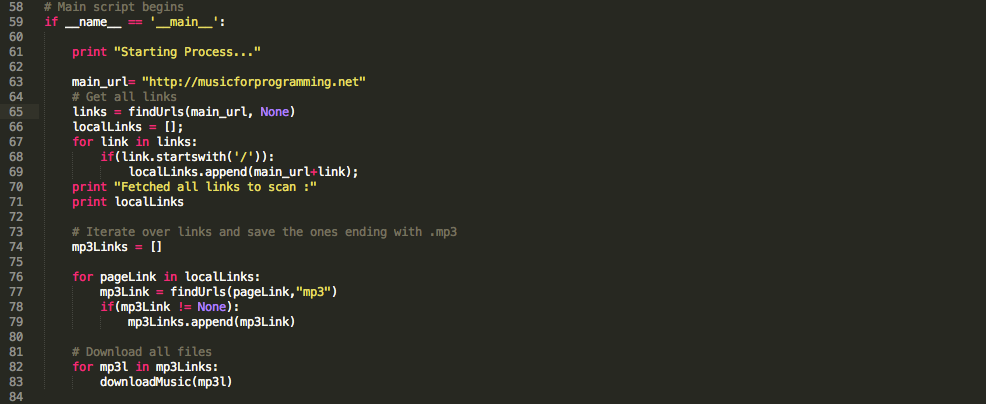 58 # Main script begins
59 if __name__ == '__main__':
60
61     print "Starting Process..."
62
63     main_url= "http://musicforprogramming.net"
64     # Get all links
65     links = findUrls(main_url, None)
66     localLinks = [];
67     for link in links:
68         if(link.startswith('/')):
69             localLinks.append(main_url+link);
70     print "Fetched all links to scan :"
71     print localLinks
72
73     # Iterate over links and save the ones ending with .mp3
74     mp3Links = []
75
76     for pageLink in localLinks:
77         mp3Link = findUrls(pageLink,"mp3")
78         if(mp3Link != None):
79             mp3Links.append(mp3Link)
80
81     # Download all files
82     for mp3l in mp3Links:
83         downloadMusic(mp3l)
84